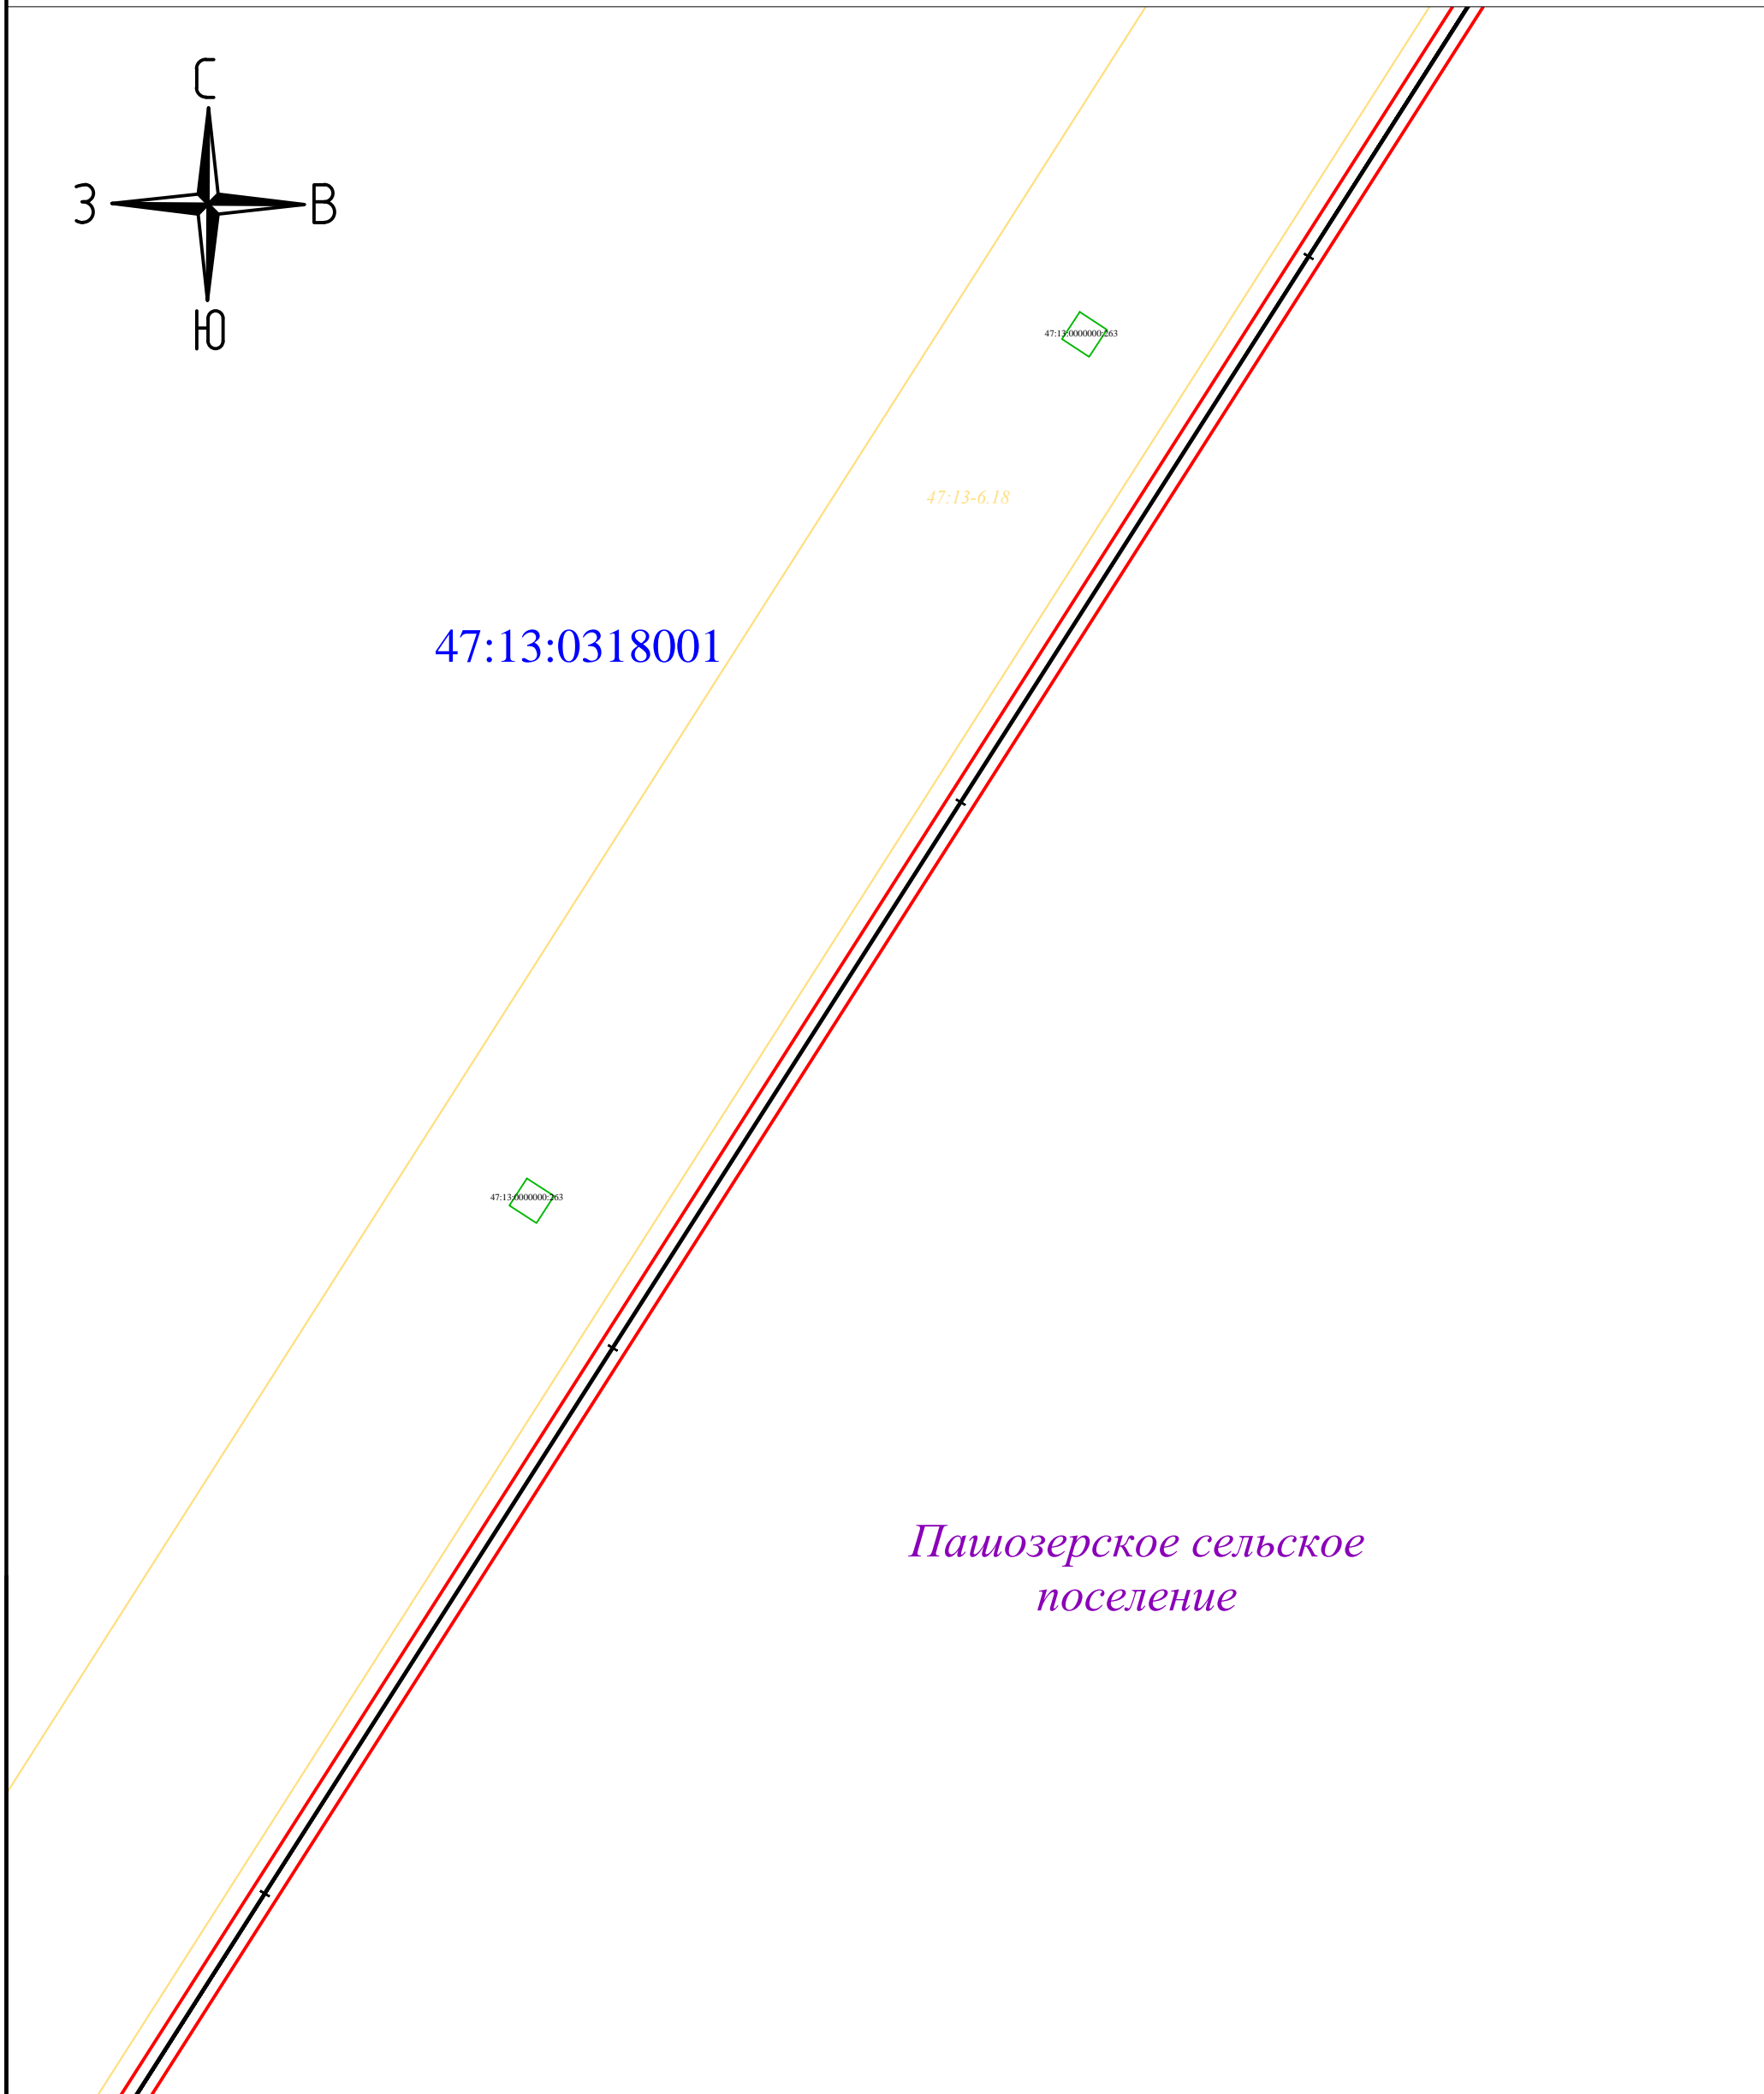 С
З
В
Ю
47:13:0000000:263
47:13-6.18
47:13:0318001
47:13:0000000:263
Пашозерское сельское
поселение